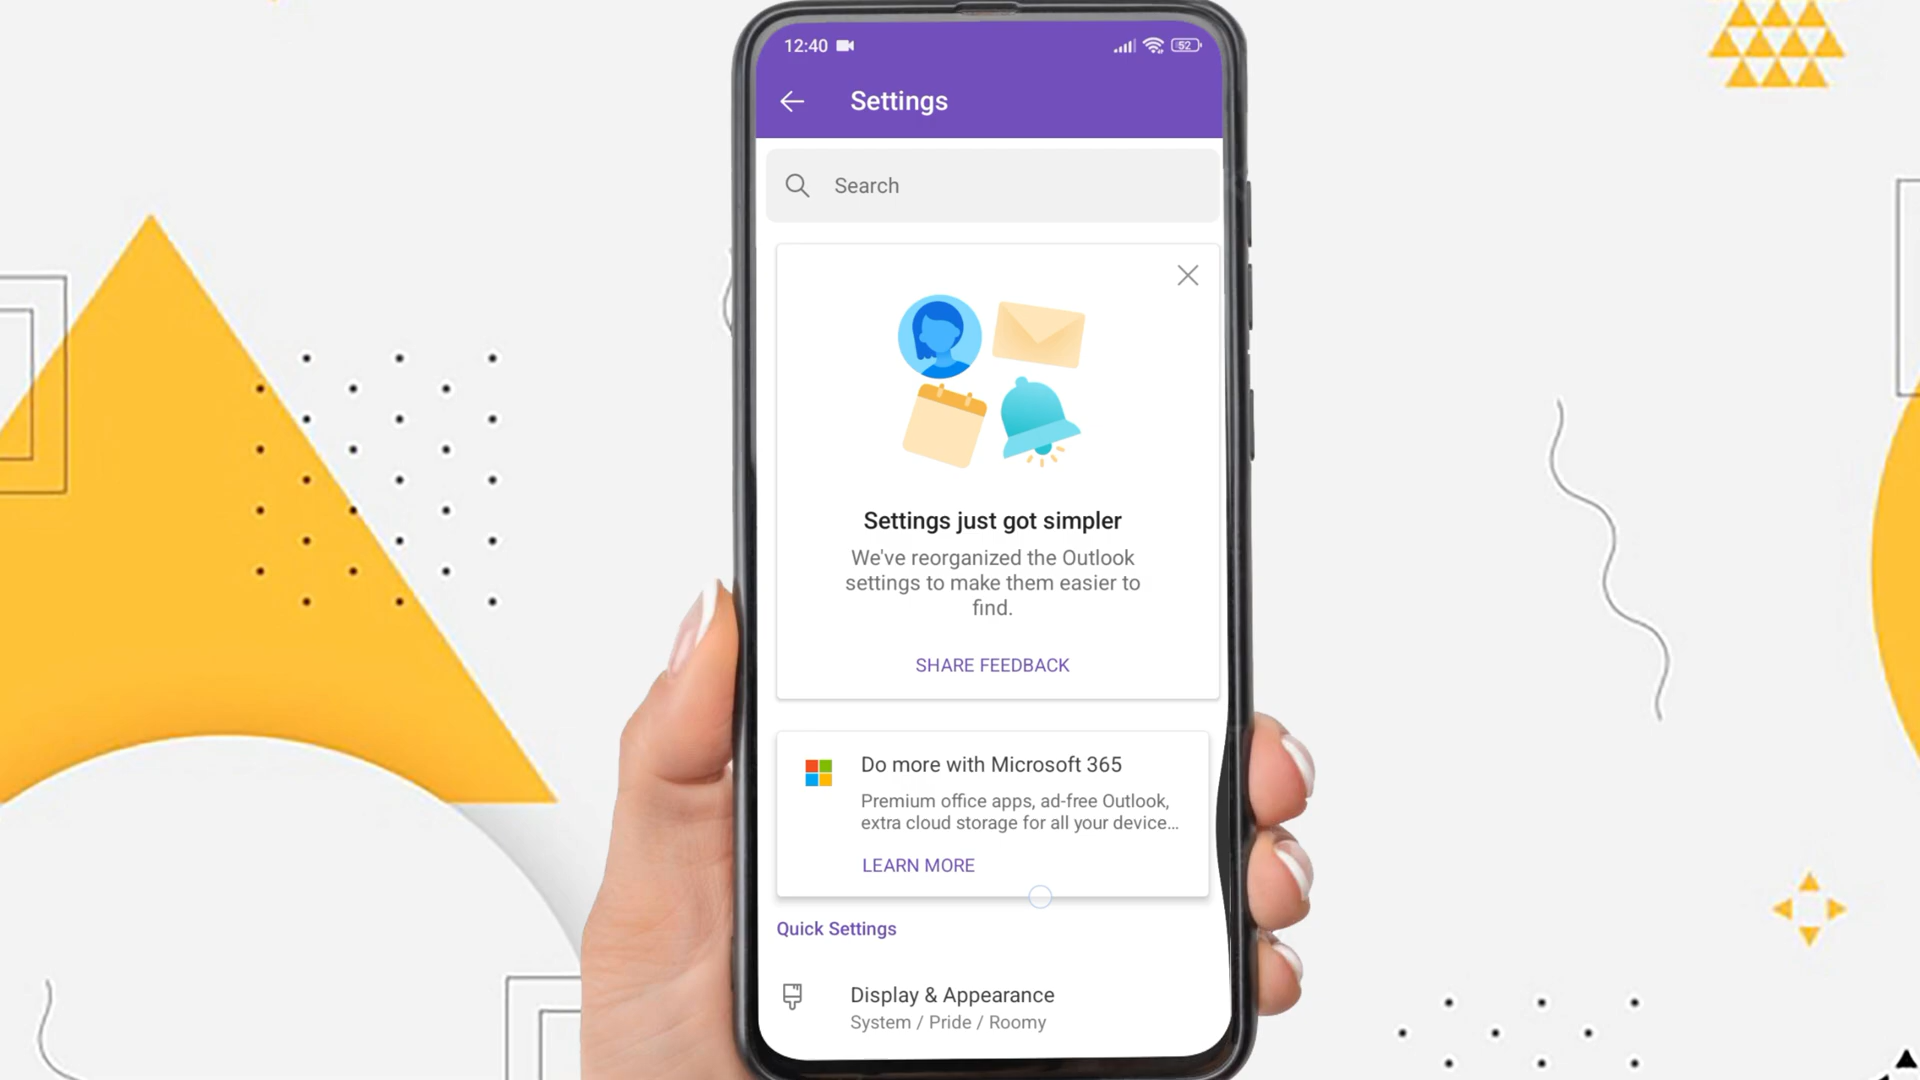 12:40
52
Settings
Search
Settings just got simpler
We've reorganized the Outlook
settings to make them easier to
find.
SHARE FEEDBACK
Do more with Microsoft 365
Premium office apps, ad-free Outlook,
extra cloud storage for all your device...
LEARN MORE
Quick Settings
Display & Appearance
System / Pride / Roomy